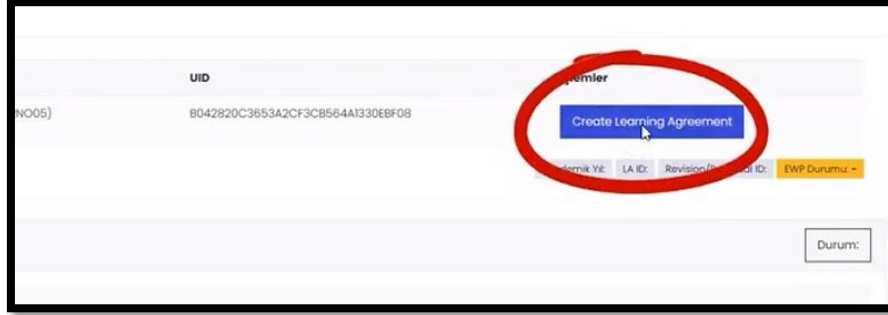 UID
NO05)
B042820C3653A2CF3CB564A1330EBF08
Create Learning Agreement
LA ID:
EWP Durumu: -
Durum: